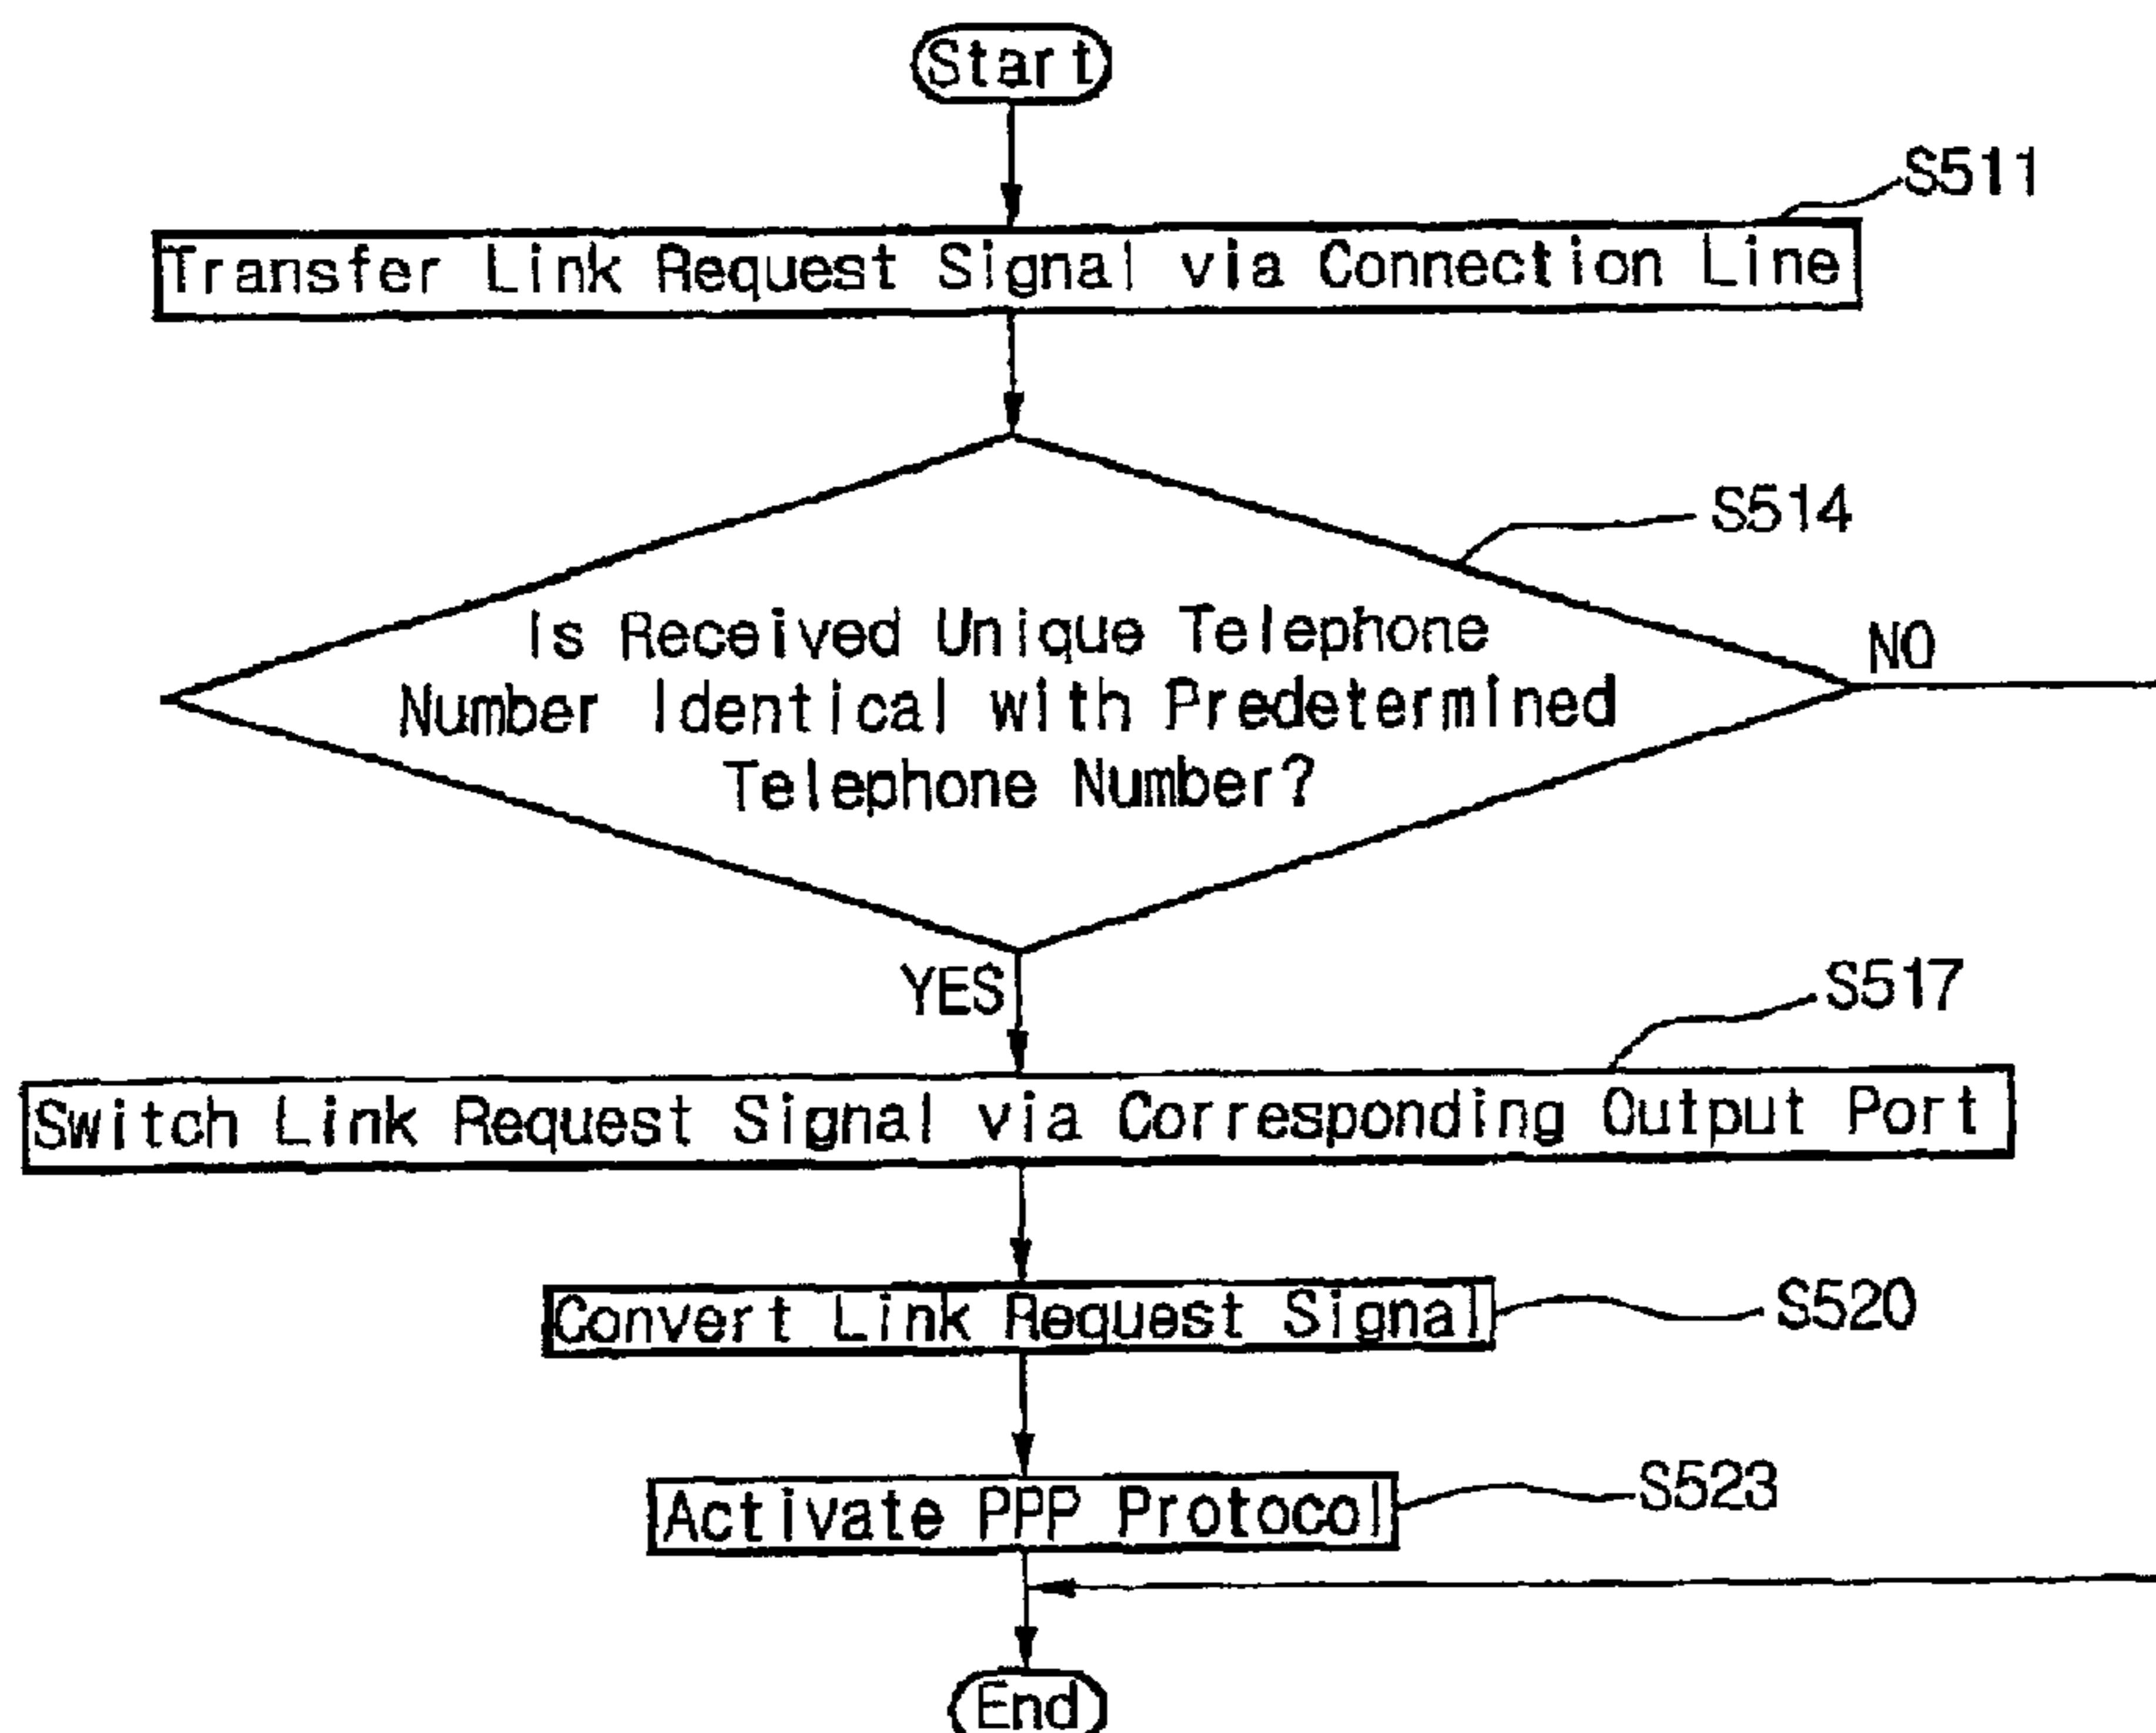 Start
S511
Transfer Link Request Signal via Connection Line
S514
Is Received Unique Telephone
Number Identical with Predetermined
Telephone Number?
NO
YES
S517
Switch Link Request Signal via Corresponding Output Port
Convert Link Request Signal
S520
Activate PPP Protocol
S523
End